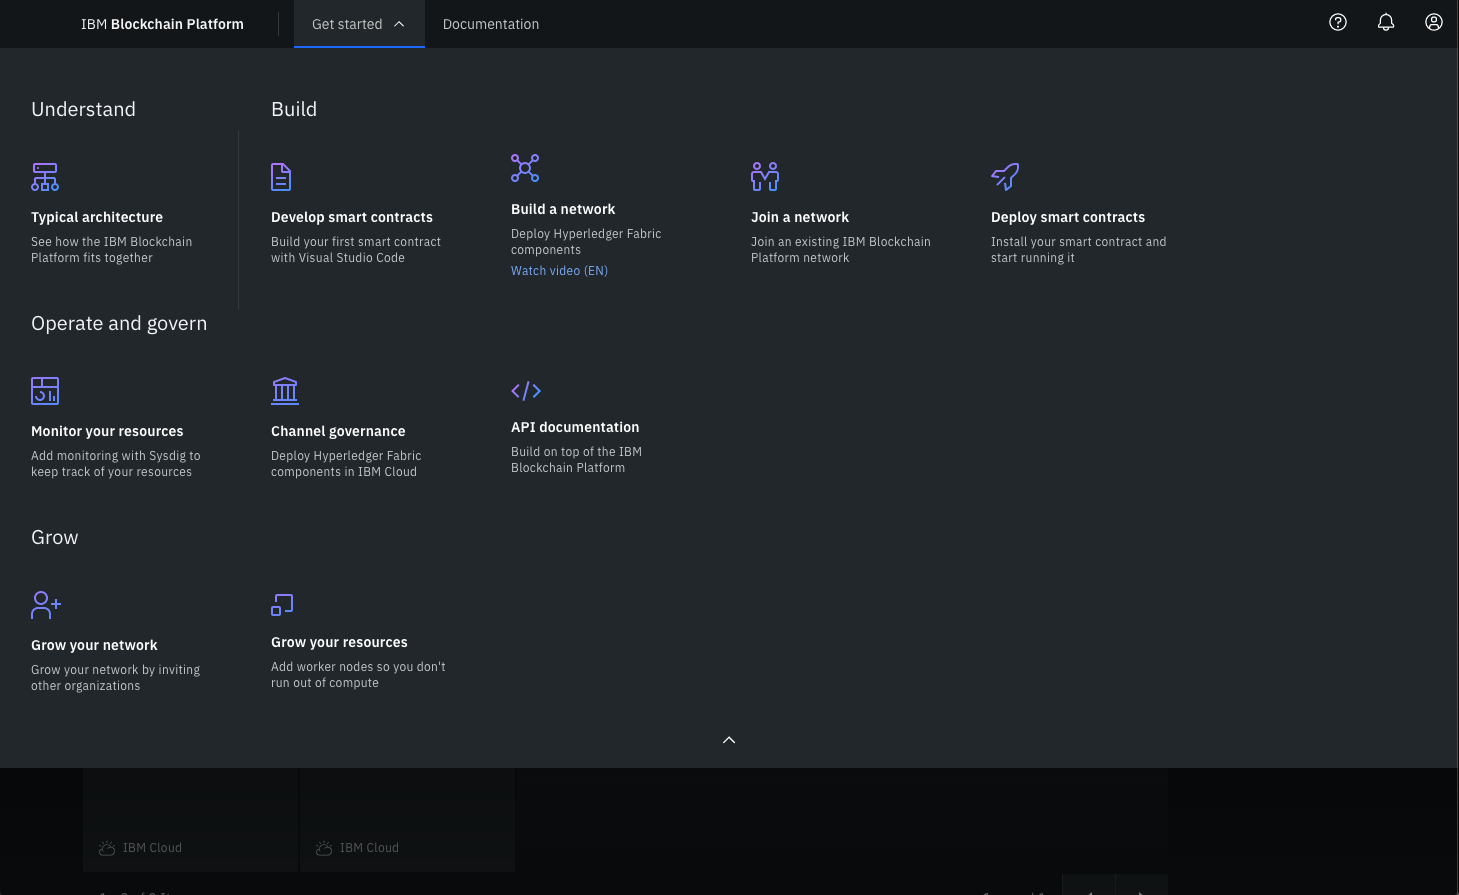 IBM Blockchain Platform
Get started
Documentation
Understand
Build
Typical architecture
See how the IBM Blockchain
Platform fits together
Develop smart contracts
Build your first smart contract
with Visual Studio Code
Build a network
Deploy Hyperledger Fabric
components
Watch video (EN)
Join a network
Join an existing IBM Blockchain
Platform network
Deploy smart contracts
Install your smart contract and
start running it
Operate and govern
Monitor your resources
Add monitoring with Sysdig to
keep track of your resources
Channel governance
Deploy Hyperledger Fabric
components in IBM Cloud
API documentation
Build on top of the IBM
Blockchain Platform
Grow
Grow your network
Grow your network by inviting
other organizations
Grow your resources
Add worker nodes so you don't
run out of compute
IBM Cloud
IBM Cloud